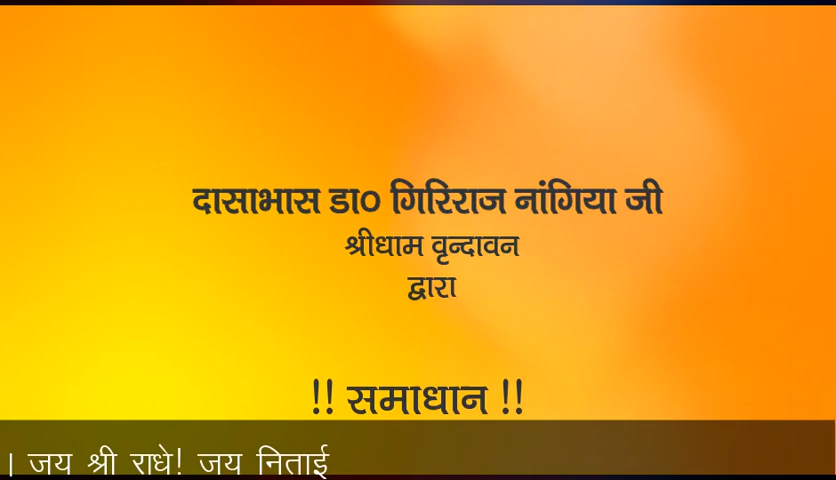 दासाभास डा० गिरिराज नांगिया जी
श्रीधाम वृन्दावन
द्वारा
!! समाधान !!
। जय श्री राधे! जय निताई